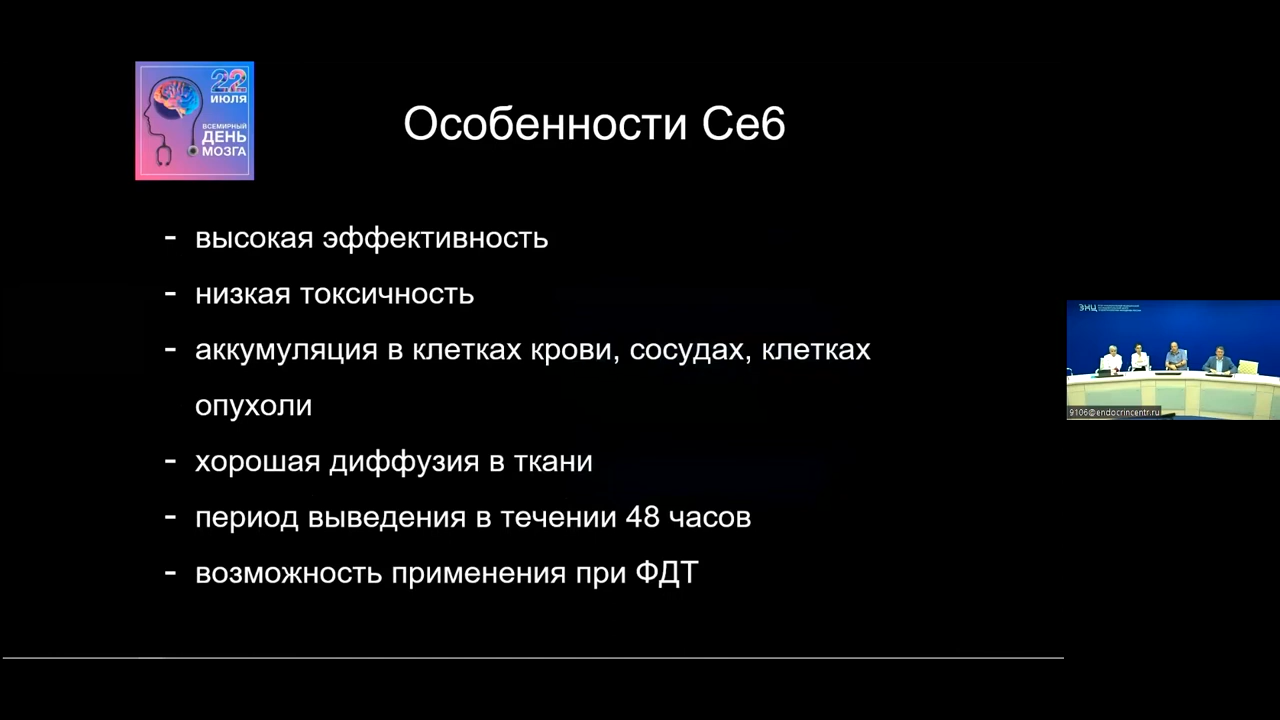 22
ИЮЛЯ
ВСЕМИРНЫЙ
ДЕНЬ
МОЗГА
Особенности Се6
- высокая эффективность
- низкая токсичность
- аккумуляция в клетках крови, сосудах, клетках
опухоли
- хорошая диффузия в ткани
- период выведения в течении 48 часов
- возможность применения при ФДТ
ЭНЦ
9106@endocrincentr.ru